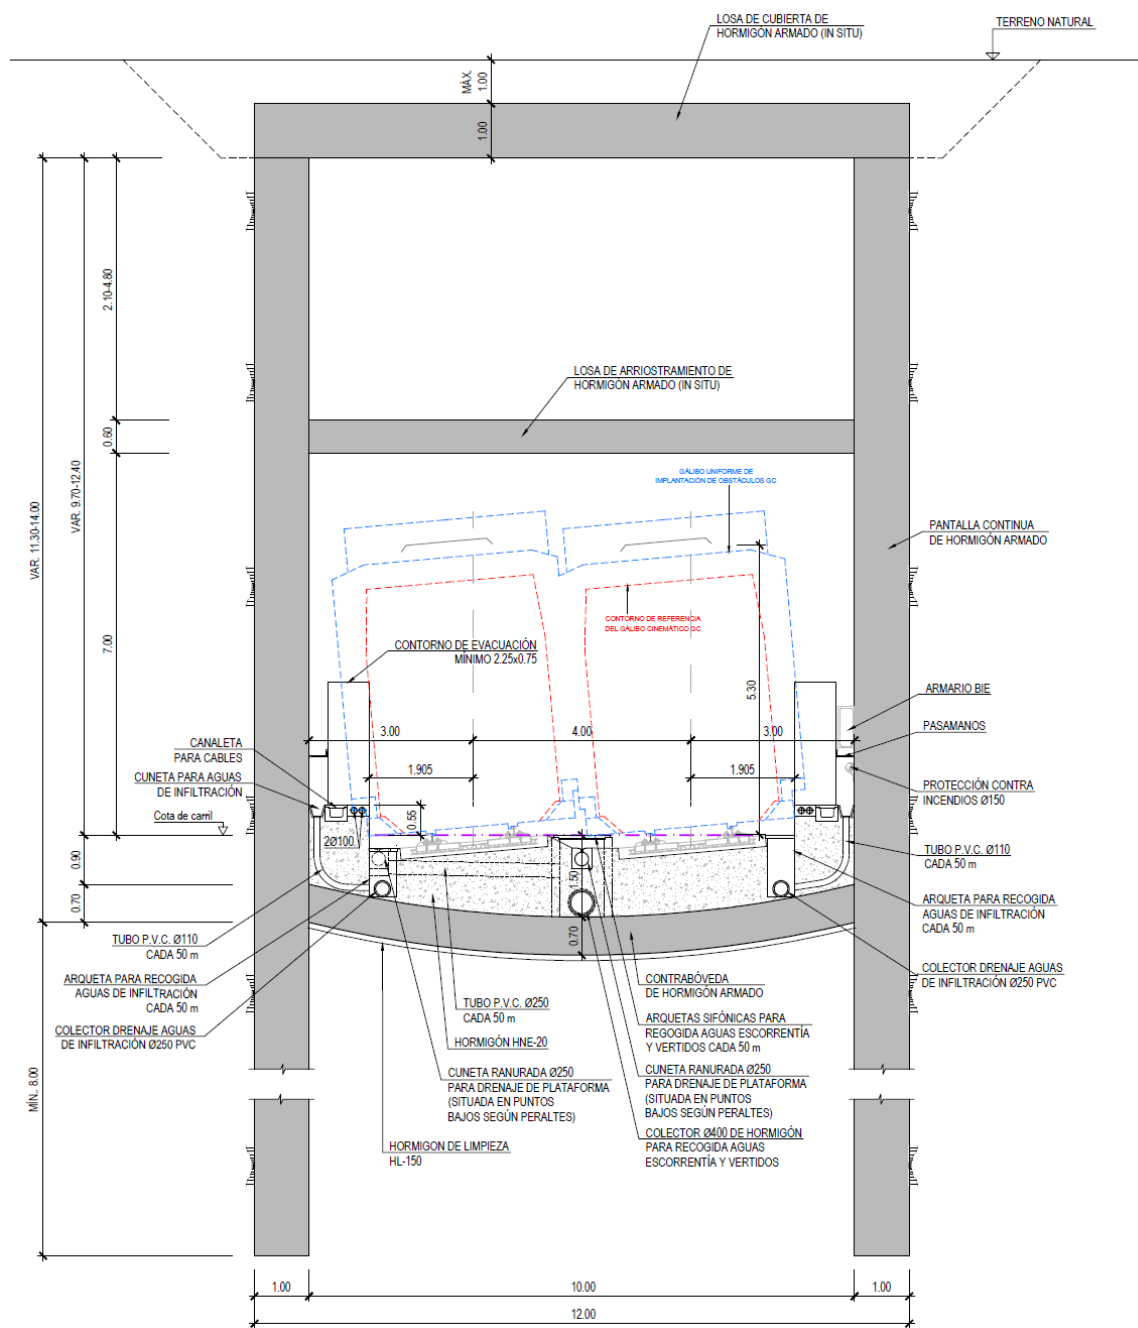 LOSA DE CUBIERTA DE
HORMIGÓN ARMADO (IN SITU)
TERRENO NATURAL
MÁX.
1.00
1.00
2.10-4.80
0.60
VAR. 9.70-12.40
VAR. 11.30-14.00
7.00
LOSA DE ARRIOSTRAMIENTO DE
HORMIGÓN ARMADO (IN SITU)
GÁLIBO UNIFORME DE
IMPLANTACIÓN DE OBSTÁCULOS GC
PANTALLA CONTINUA
DE HORMIGÓN ARMADO
CONTORNO DE REFERENCIA
DEL GÁLIBO CINEMÁTICO GC
CONTORNO DE EVACUACIÓN
MÍNIMO 2.25x0.75
5.30
ARMARIO BIE
PASAMANOS
3.00
4.00
3.00
CANALETA
PARA CABLES
1.905
1.905
CUNETA PARA AGUAS
DE INFILTRACIÓN
PROTECCIÓN CONTRA
INCENDIOS Ø150
Cota de carril
0.55
2Ø100
TUBO P.V.C. Ø110
CADA 50 m
0.90
0.70
1.50
0.70
ARQUETA PARA RECOGIDA
AGUAS DE INFILTRACIÓN
CADA 50 m
TUBO P.V.C. Ø110
CADA 50 m
COLECTOR DRENAJE AGUAS
DE INFILTRACIÓN Ø250 PVC
ARQUETA PARA RECOGIDA
AGUAS DE INFILTRACIÓN
CADA 50 m
CONTRABÓVEDA
DE HORMIGÓN ARMADO
TUBO P.V.C. Ø250
CADA 50 m
ARQUETAS SIFÓNICAS PARA
REGOGIDA AGUAS ESCORRENTÍA
Y VERTIDOS CADA 50 m
COLECTOR DRENAJE AGUAS
DE INFILTRACIÓN Ø250 PVC
HORMIGÓN HNE-20
CUNETA RANURADA Ø250
PARA DRENAJE DE PLATAFORMA
(SITUADA EN PUNTOS
BAJOS SEGÚN PERALTES)
CUNETA RANURADA Ø250
PARA DRENAJE DE PLATAFORMA
(SITUADA EN PUNTOS
BAJOS SEGÚN PERALTES)
MÍN.. 8.00
COLECTOR Ø400 DE HORMIGÓN
PARA RECOGIDA AGUAS
ESCORRENTÍA Y VERTIDOS
HORMIGON DE LIMPIEZA
HL-150
1.00
10.00
1.00
12.00